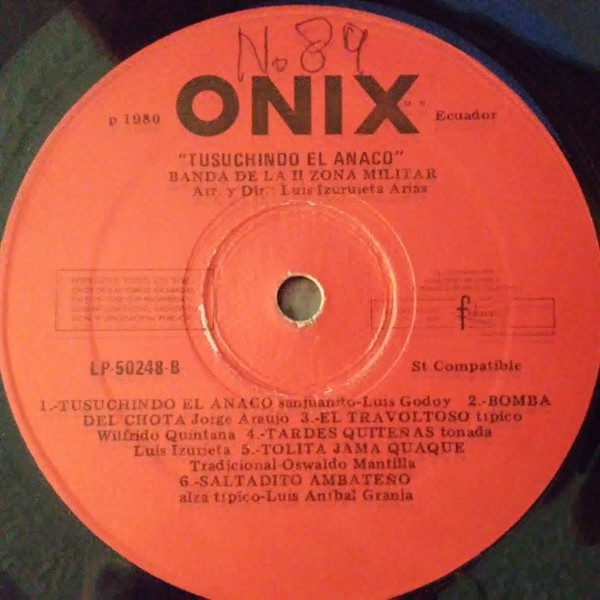 No 89
p 1980
ONIX
Ecuador
"TUSUCHINDO EL ANACO"
BANDA DE LA II ZONA MILITAR
Arr. y Dir.: Luis Izurieta Arias
LP-50248-B
St. Compatible
1.-TUSUCHINDO EL ANACO sanjuanito-Luis Godoy 2.-BOMBA
DEL CHOTA Jorge Araujo 3.-EL TRAVOLTOSO típico
Wilfrido Quintana 4.-TARDES QUITEÑAS tonada
Luis Izurieta 5.-TOLITA JAMA QUAQUE
Tradicional-Oswaldo Mantilla
6.-SALTADITO AMBATEÑO
alza típico-Luis Aníbal Granja